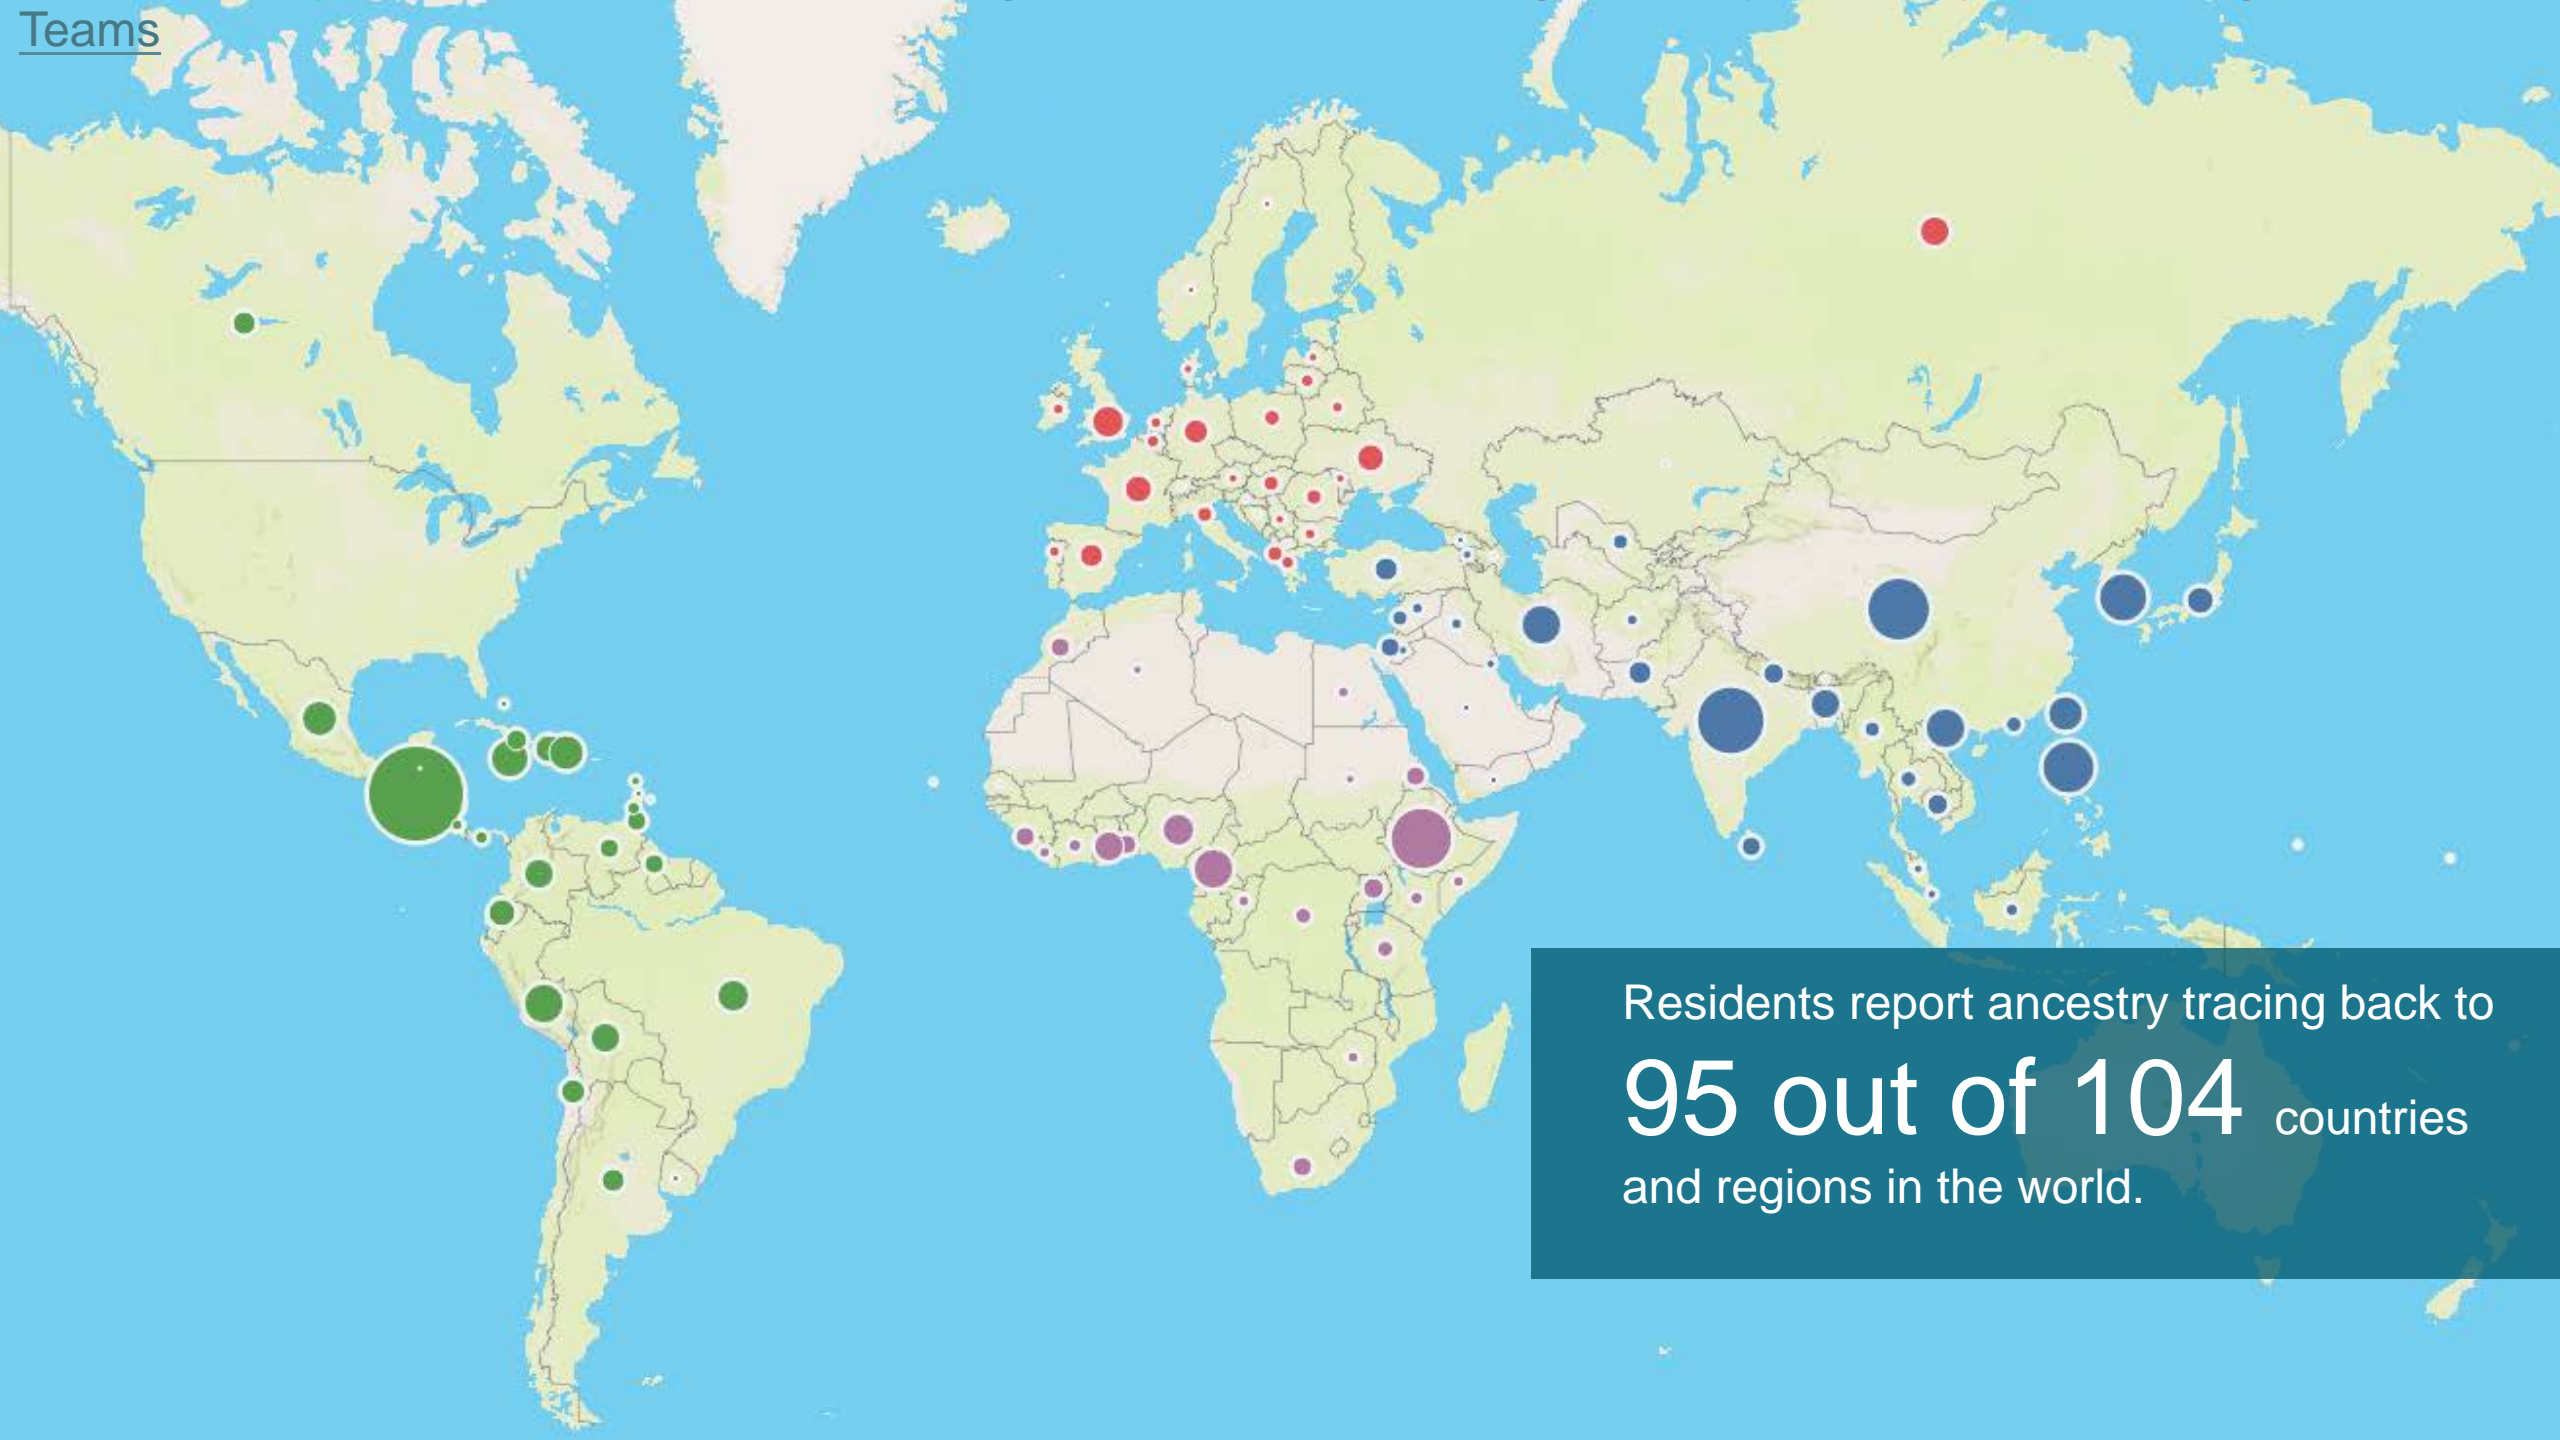 Teams
Residents report ancestry tracing back to
95 out of 104 countries
and regions in the world.